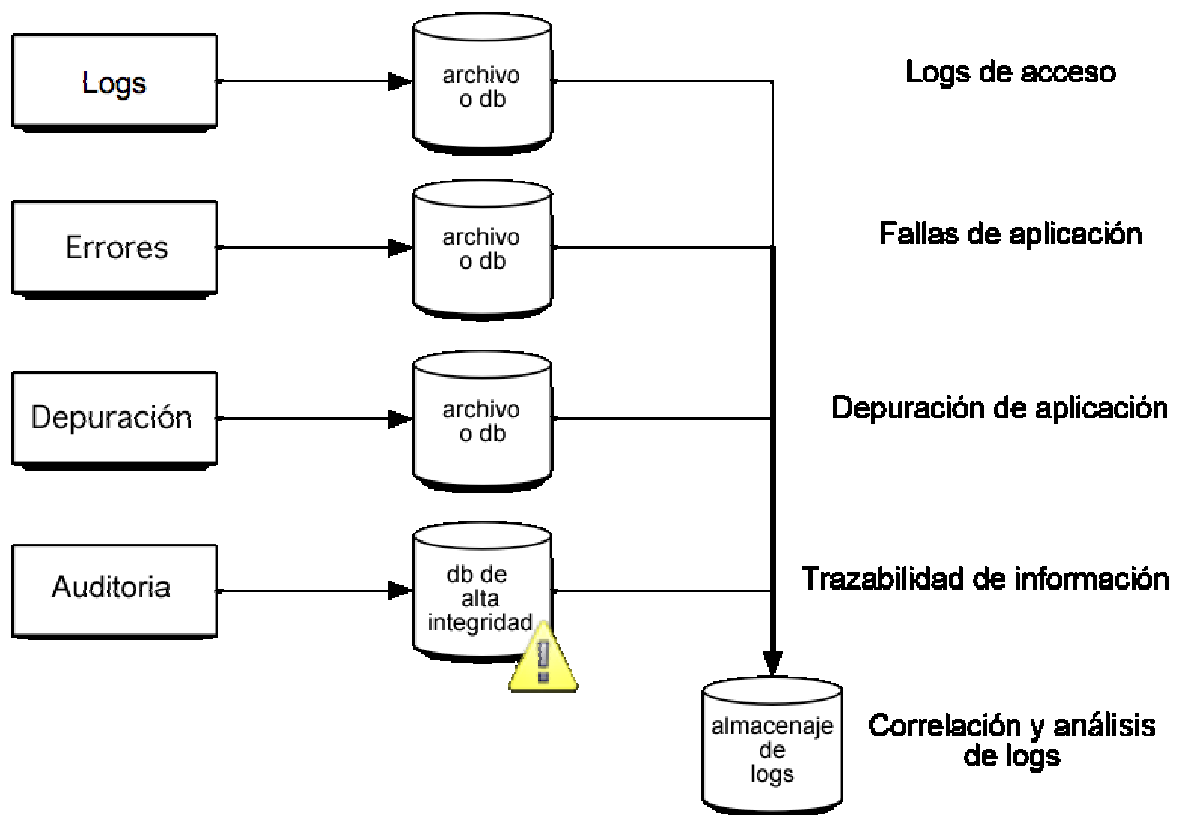 Logs
archivo
o db
Logs de acceso
Errores
archivo
o db
Fallas de aplicación
Depuración
archivo
o db
Depuración de aplicación
Auditoria
db de
alta
integridad
Trazabilidad de información
almacenaje
de
logs
Correlación y análisis
de logs